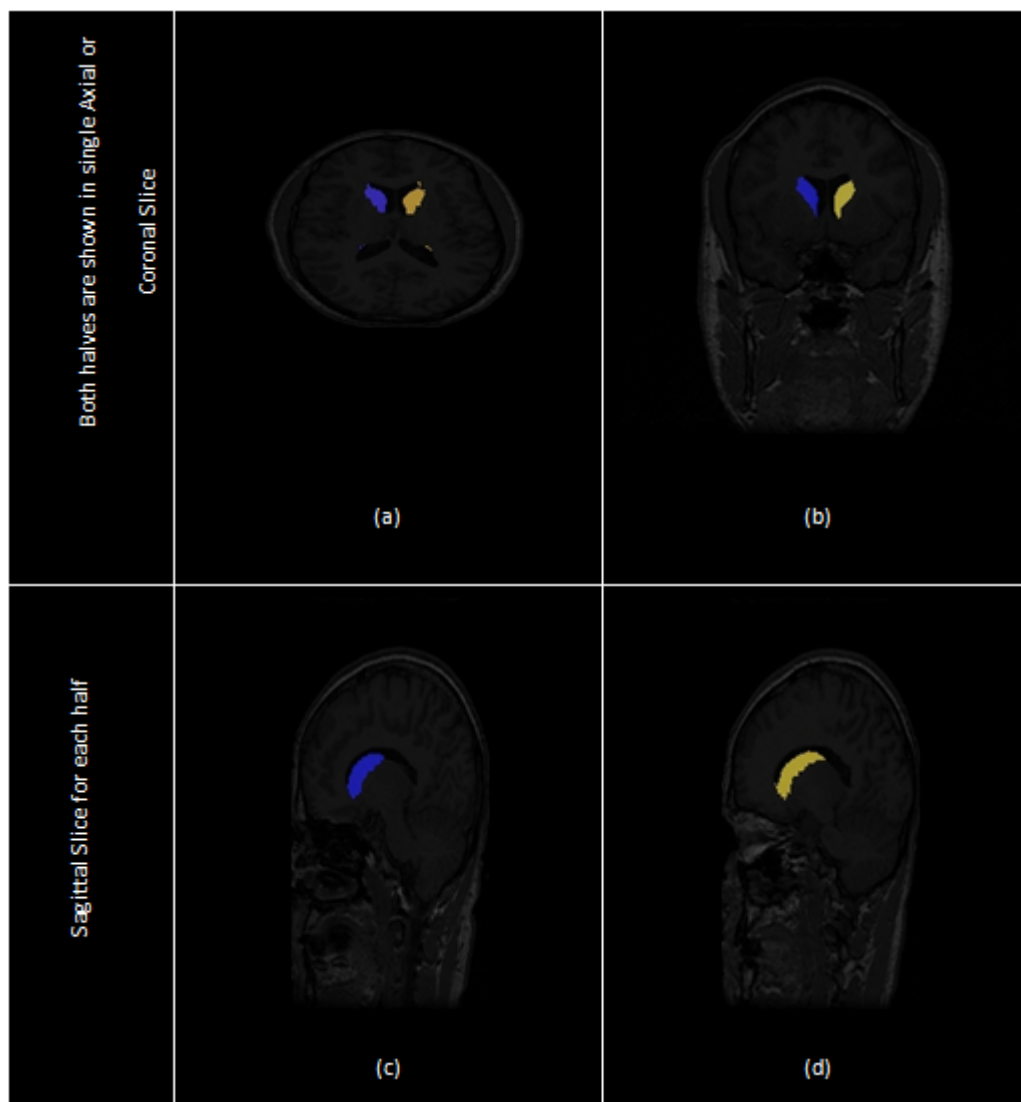 Both halves are shown in single Axial or
Coronal Slice
(a)
(b)
Sagittal Slice for each half
(c)
(d)